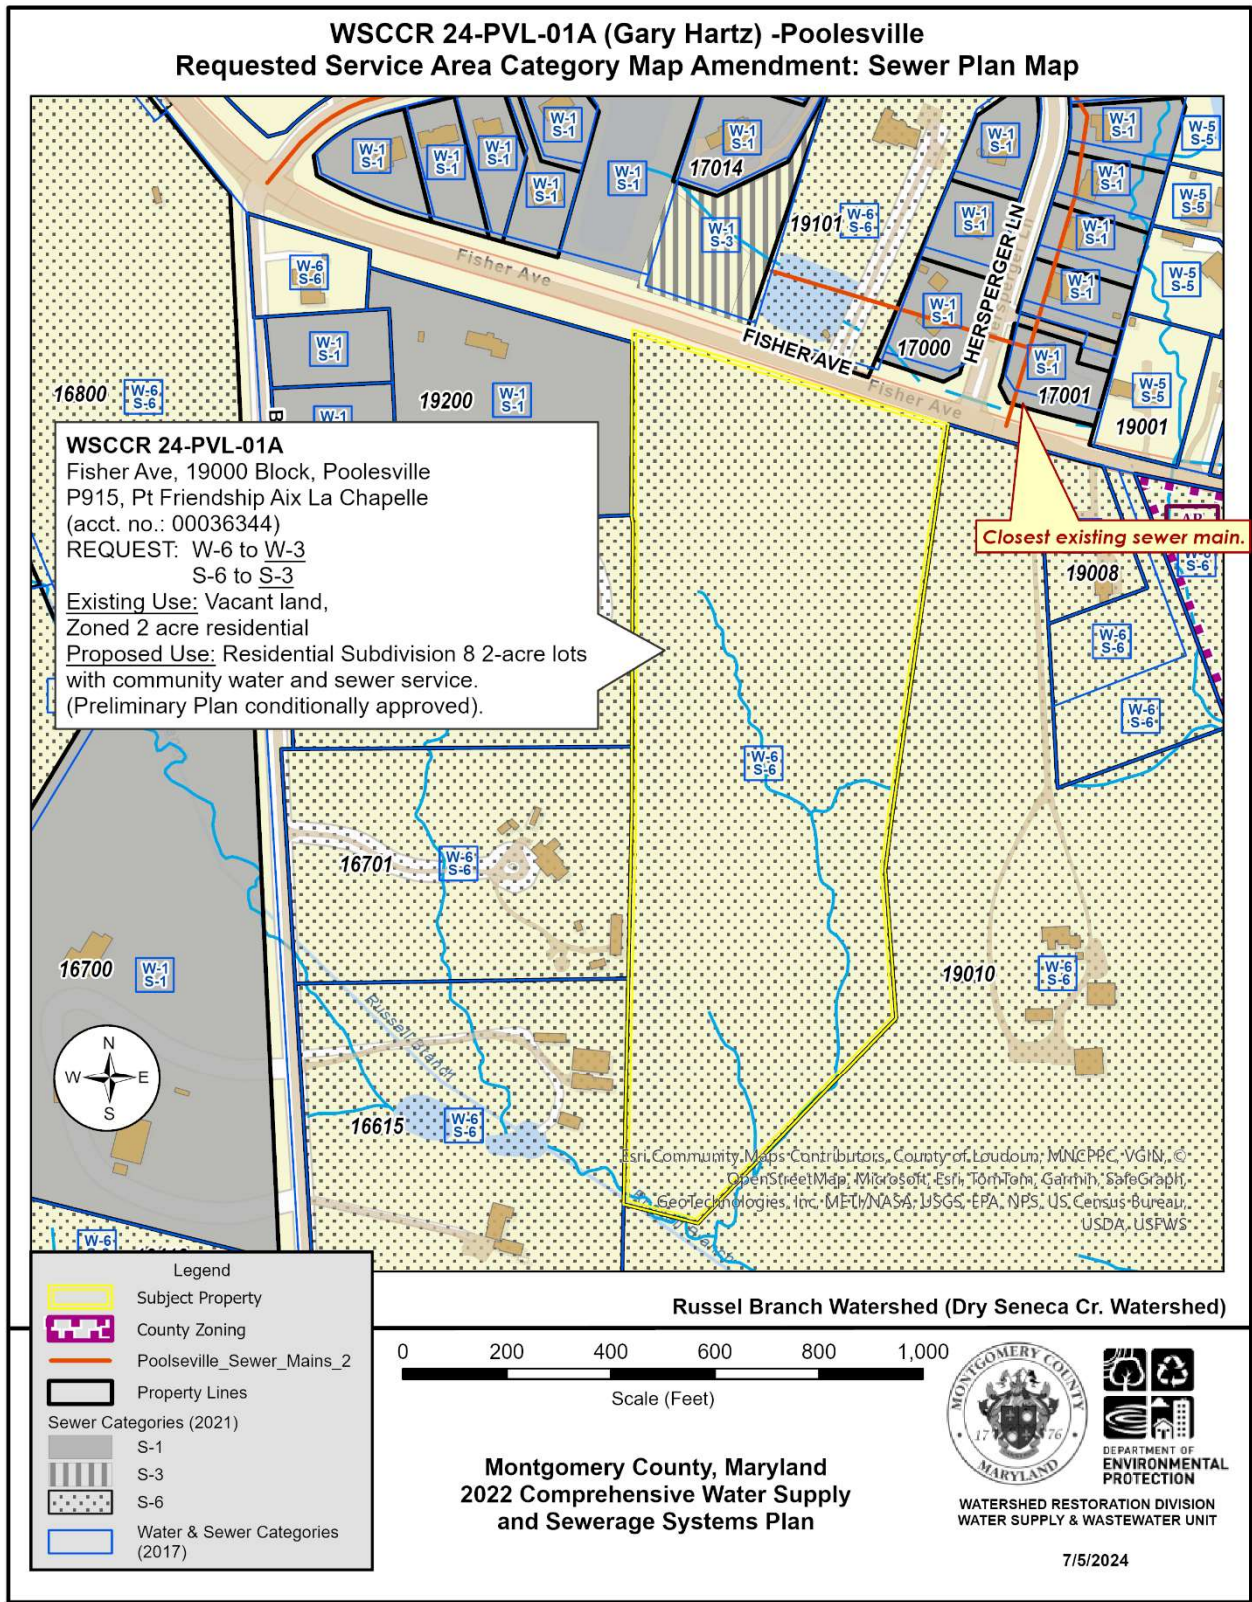 WSCCR 24-PVL-01A (Gary Hartz) -Poolesville
Requested Service Area Category Map Amendment: Sewer Plan Map
W-1
S-1
W-1
S-1
W-1
S-1
W-1
S-1
W-1
S-1
W-1
S-1
W-1
S-1
17014
W-1
S-3
19101
W-6
S-6
W-1
S-1
W-1
S-1
W-1
S-1
17000
HERSPERGER LN
Hersperger Ln
W-1
S-1
W-1
S-1
W-1
S-1
W-1
S-1
W-1
S-1
17001
W-5
S-5
W-5
S-5
W-5
S-5
W-5
S-5
19001
Fisher Ave
FISHER AVE
Fisher Ave
W-6
S-6
W-1
S-1
W-1
16800
W-6
S-6
19200
W-1
S-1
B
WSCCR 24-PVL-01A
Fisher Ave, 19000 Block, Poolesville
P915, Pt Friendship Aix La Chapelle
(acct. no.: 00036344)
REQUEST: W-6 to W-3
S-6 to S-3
Existing Use: Vacant land,
Zoned 2 acre residential
Proposed Use: Residential Subdivision 8 2-acre lots
with community water and sewer service.
(Preliminary Plan conditionally approved).
Closest existing sewer main.
S-6
19008
W-6
S-6
W-6
S-6
W-6
S-6
16701
W-6
S-6
16700
W-1
S-1
19010
W-6
S-6
N
W
E
S
Russell Branch
16615
W-6
S-6
Branch
W-6
Esri Community Maps Contributors, County of Loudoun, MNCPPC, VGIN, ©
OpenStreetMap, Microsoft, Esri, TomTom, Garmin, SafeGraph,
GeoTechnologies, Inc, METI/NASA, USGS, EPA, NPS, US Census Bureau,
USDA, USFWS
Legend
Subject Property
County Zoning
Poolseville_Sewer_Mains_2
Property Lines
Sewer Categories (2021)
S-1
S-3
S-6
Water & Sewer Categories
(2017)
Russel Branch Watershed (Dry Seneca Cr. Watershed)
0 200 400 600 800 1,000
Scale (Feet)
Montgomery County, Maryland
2022 Comprehensive Water Supply
and Sewerage Systems Plan
MONTGOMERY COUNTY
17 76
MARYLAND
DEPARTMENT OF
ENVIRONMENTAL
PROTECTION
WATERSHED RESTORATION DIVISION
WATER SUPPLY & WASTEWATER UNIT
7/5/2024